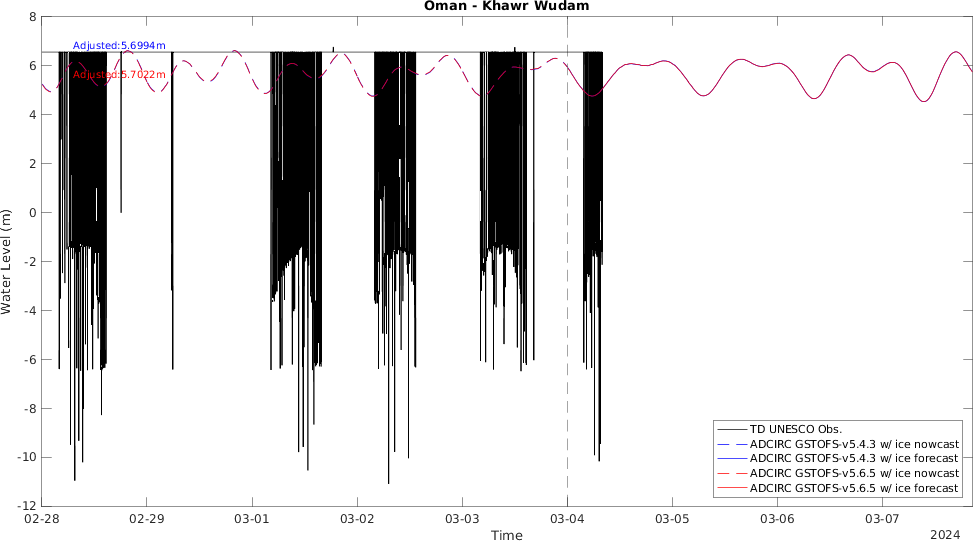 Oman - Khawr Wudam
Water Level (m)
8
6
4
2
0
-2
-4
-6
-8
-10
-12
Adjusted:5.6994m
Adjusted:5.7022m
TD UNESCO Obs.
ADCIRC GSTOFS-v5.4.3 w/ ice nowcast
ADCIRC GSTOFS-v5.4.3 w/ ice forecast
ADCIRC GSTOFS-v5.6.5 w/ ice nowcast
ADCIRC GSTOFS-v5.6.5 w/ ice forecast
02-28 02-29 03-01 03-02 03-03 03-04 03-05 03-06 03-07
Time
2024